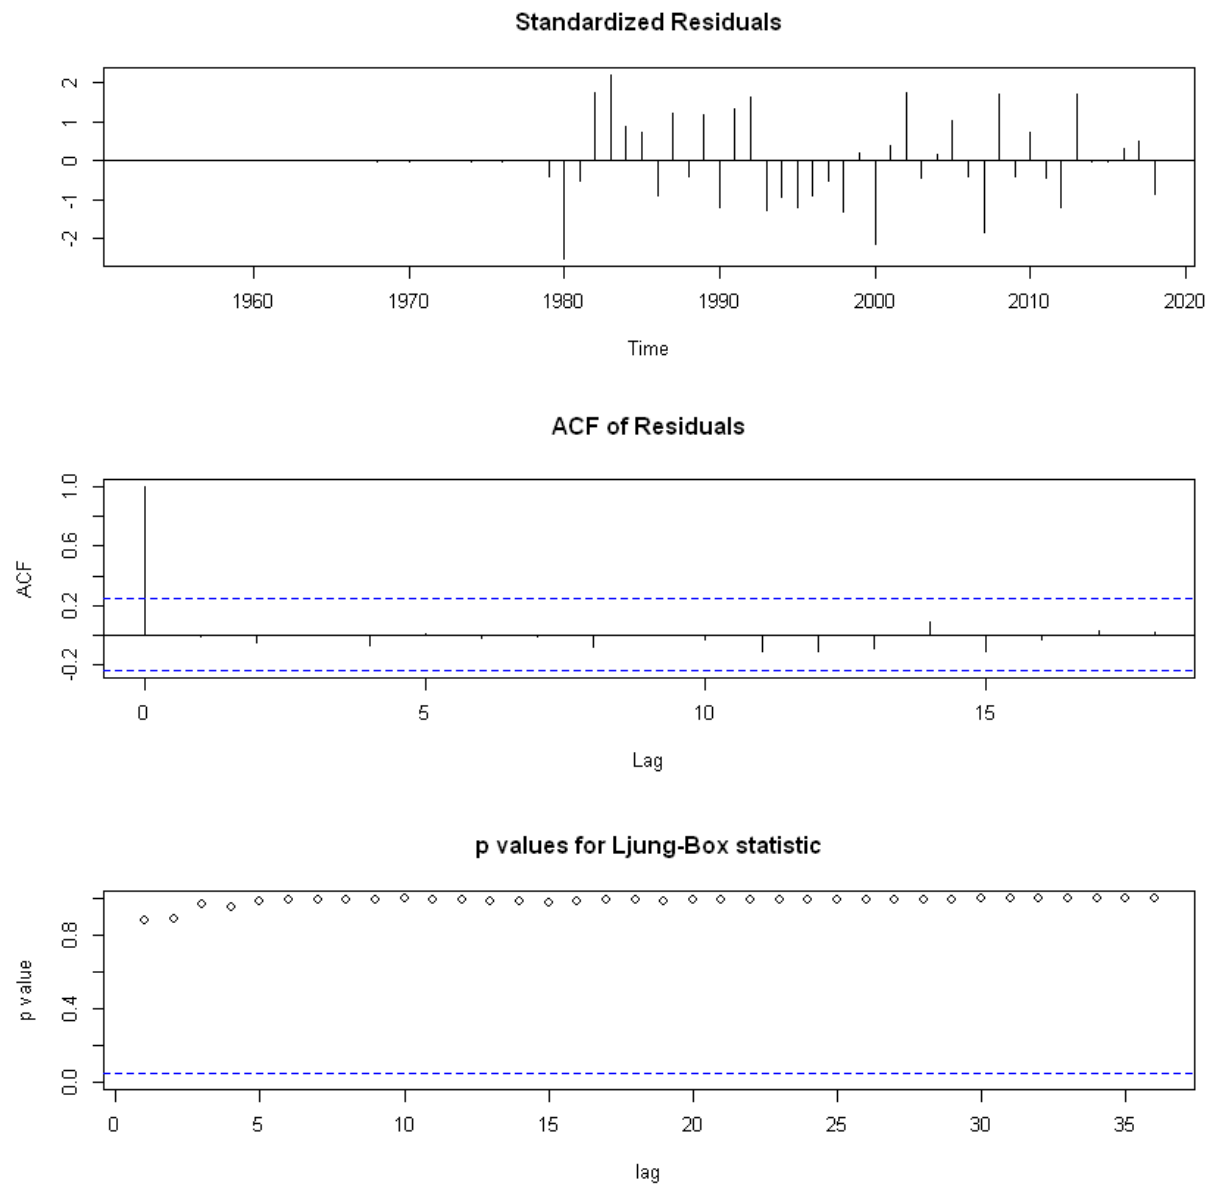 Standardized Residuals
2
1
0
-1
-2
1960 1970 1980 1990 2000 2010 2020
Time
ACF of Residuals
ACF
1.0
0.6
0.2
-0.2
0 5 10 15
Lag
p values for Ljung-Box statistic
p value
0.8
0.4
0.0
0 5 10 15 20 25 30 35
lag